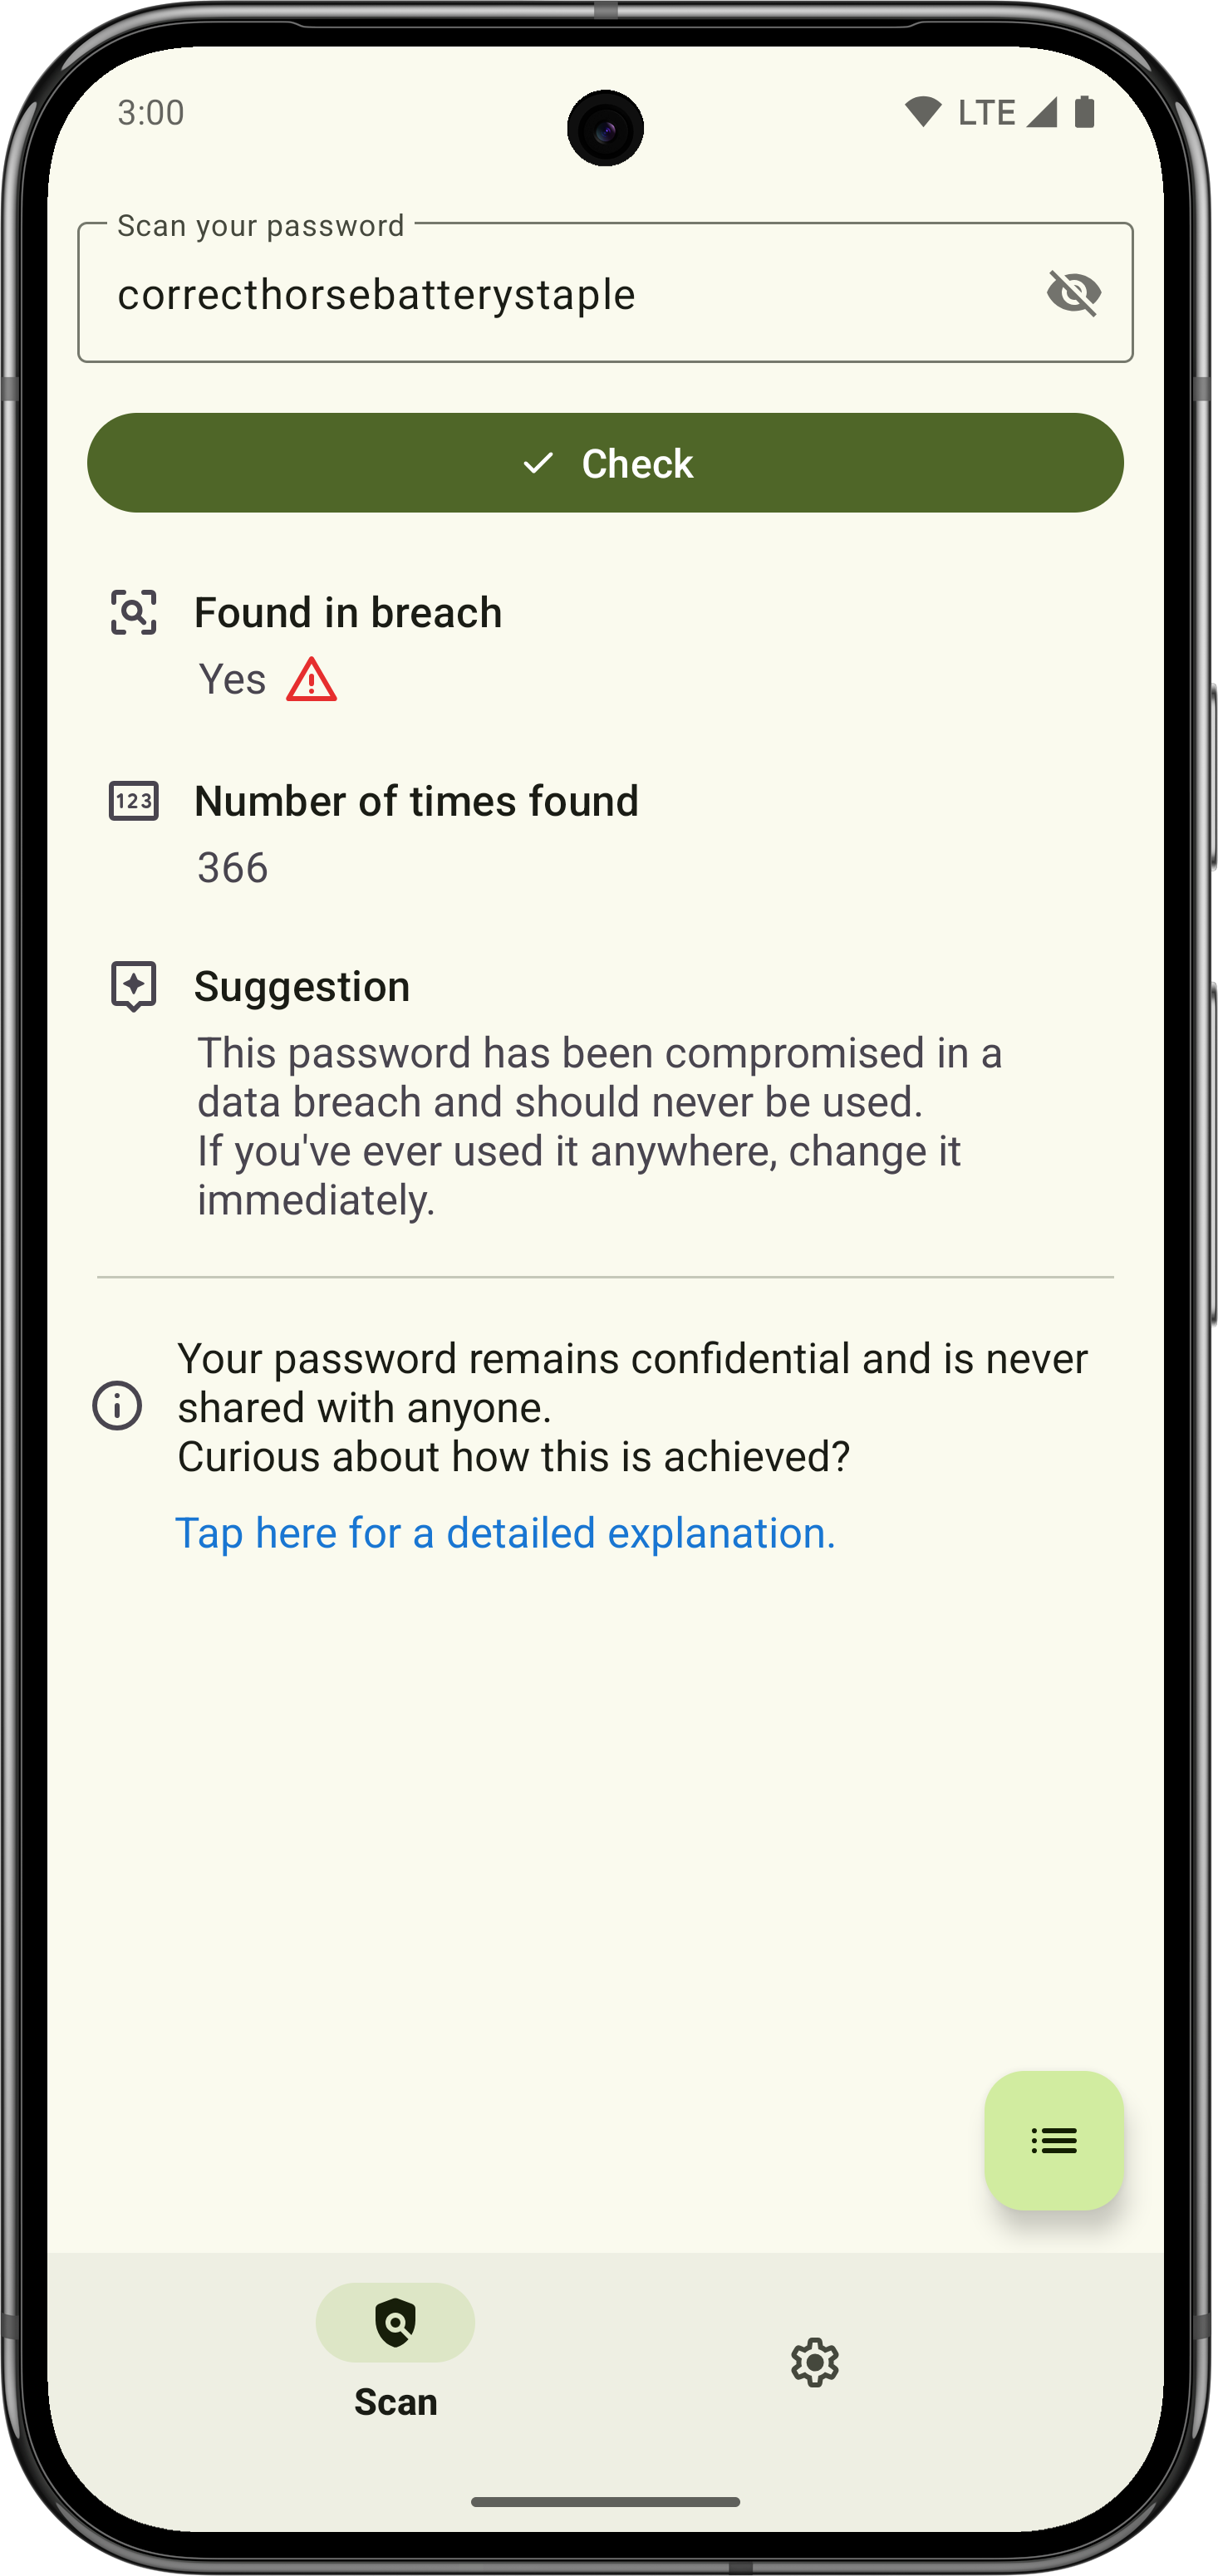 3:00
LTE
Scan your password
correcthorsebatterystaple
Check
Found in breach
Yes
123
Number of times found
366
Suggestion
This password has been compromised in a
data breach and should never be used.
If you've ever used it anywhere, change it
immediately.
Your password remains confidential and is never
shared with anyone.
Curious about how this is achieved?
Tap here for a detailed explanation.
Scan